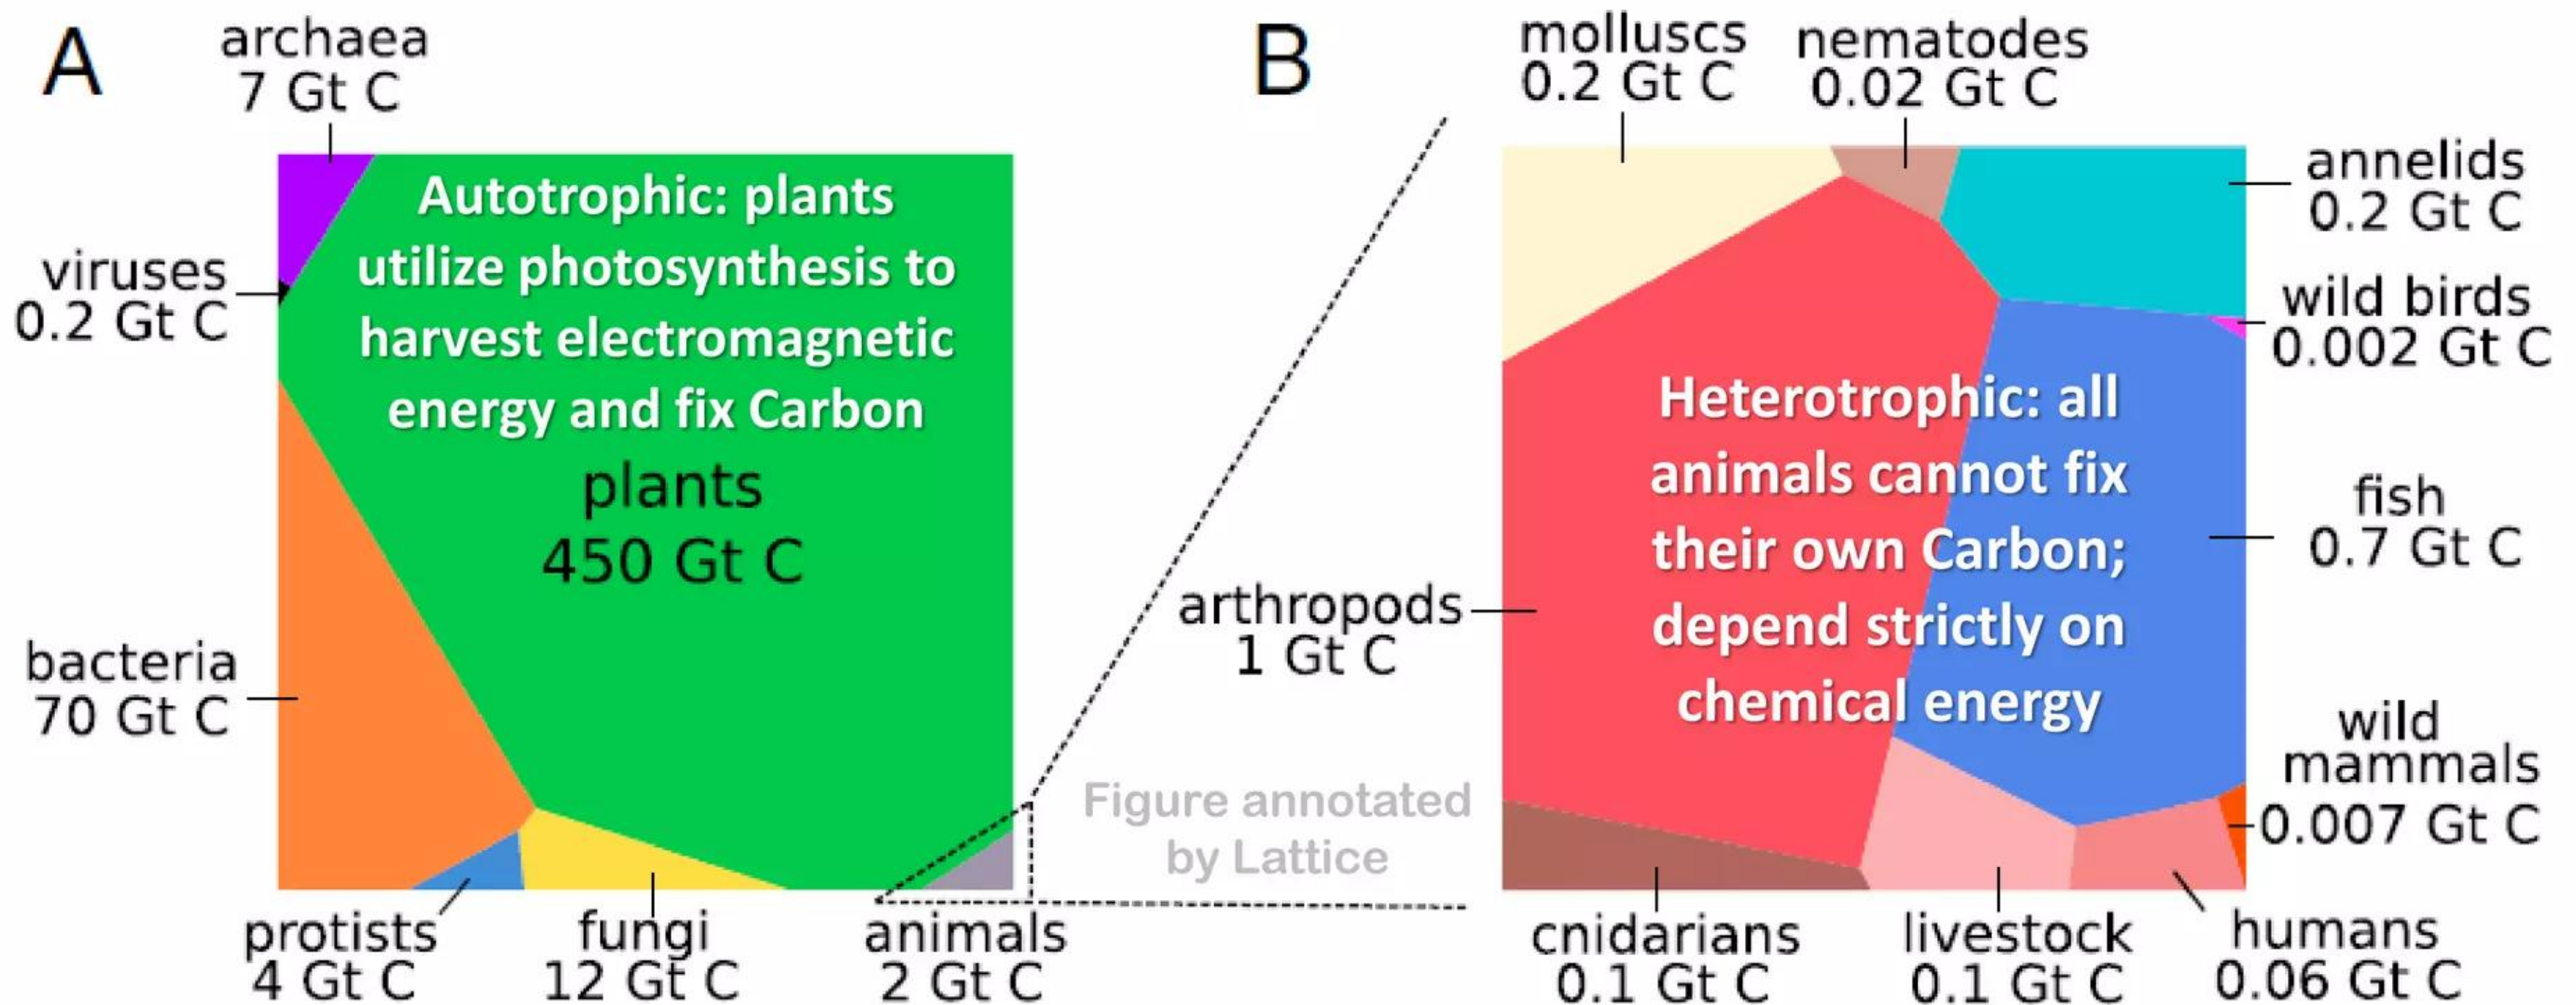 A
archaea
7 Gt C
viruses
0.2 Gt C
Autotrophic: plants
utilize photosynthesis to
harvest electromagnetic
energy and fix Carbon
plants
450 Gt C
bacteria
70 Gt C
protists
4 Gt C
fungi
12 Gt C
animals
2 Gt C
Figure annotated
by Lattice
B
molluscs
0.2 Gt C
nematodes
0.02 Gt C
annelids
0.2 Gt C
wild birds
0.002 Gt C
Heterotrophic: all
animals cannot fix
their own Carbon;
depend strictly on
chemical energy
fish
0.7 Gt C
arthropods
1 Gt C
wild
mammals
0.007 Gt C
cnidarians
0.1 Gt C
livestock
0.1 Gt C
humans
0.06 Gt C